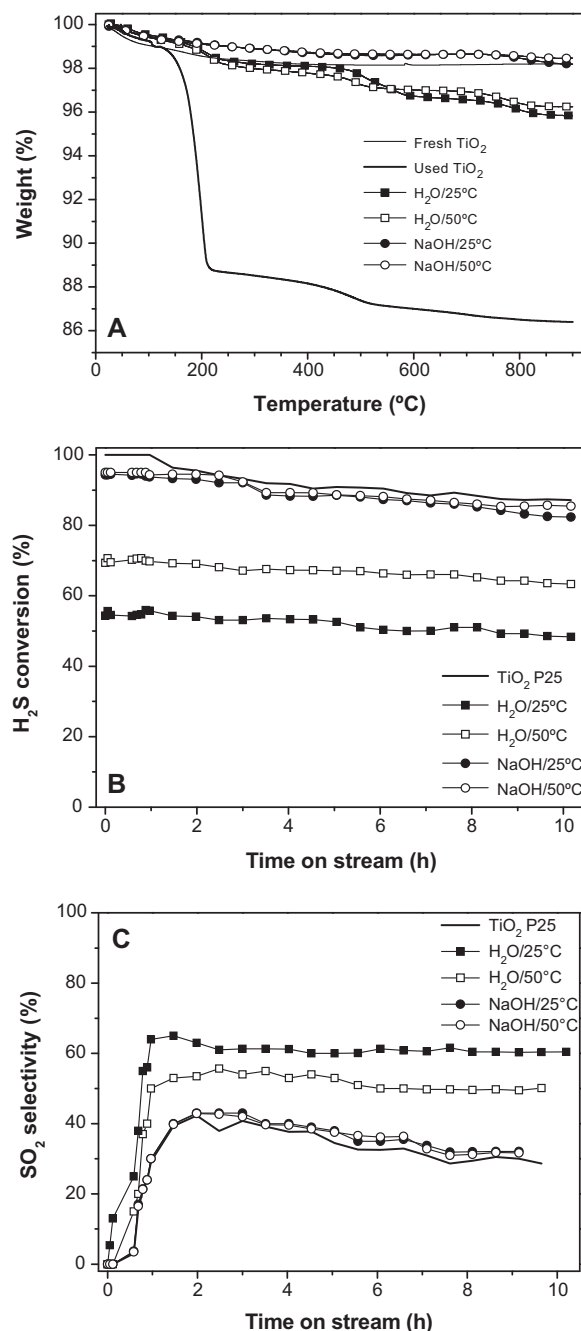 100
98
96
94
92
90
88
86
Weight (%)
Fresh TiO2
Used TiO2
H2O/25ºC
H2O/50ºC
NaOH/25ºC
NaOH/50ºC
A
0 200 400 600 800
Temperature (ºC)
100
80
60
40
20
0
H2S conversion (%)
TiO2 P25
H2O/25ºC
H2O/50ºC
NaOH/25ºC
NaOH/50ºC
B
0 2 4 6 8 10
Time on stream (h)
100
80
60
40
20
0
SO2 selectivity (%)
C
TiO2 P25
H2O/25°C
H2O/50°C
NaOH/25°C
NaOH/50°C
0 2 4 6 8 10
Time on stream (h)